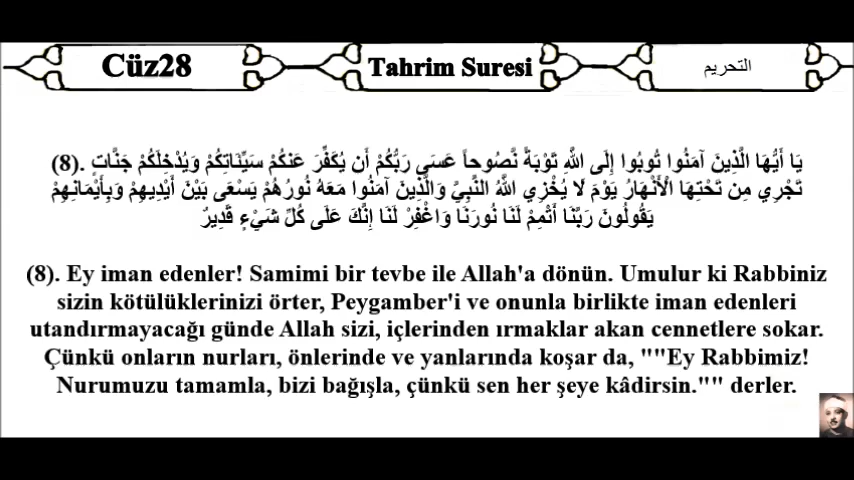 Cüz28
Tahrim Suresi
التحريم
يَا أَيُّهَا الَّذِينَ آمَنُوا تُوبُوا إِلَى اللَّهِ تَوْبَةً نَّصُوحاً عَسَى رَبُّكُمْ أَن يُكَفِّرَ عَنكُمْ سَيِّئَاتِكُمْ وَيُدْخِلَكُمْ جَنَّاتٍ .(8)
تَجْرِي مِن تَحْتِهَا الْأَنْهَارُ يَوْمَ لَا يُخْزِي اللَّهُ النَّبِيَّ وَالَّذِينَ آمَنُوا مَعَهُ نُورُهُمْ يَسْعَى بَيْنَ أَيْدِيهِمْ وَبِأَيْمَانِهِمْ
يَقُولُونَ رَبَّنَا أَتْمِمْ لَنَا نُورَنَا وَاغْفِرْ لَنَا إِنَّكَ عَلَى كُلِّ شَيْءٍ قَدِيرٌ
(8). Ey iman edenler! Samimi bir tevbe ile Allah'a dönün. Umulur ki Rabbiniz
sizin kötülüklerinizi örter, Peygamber'i ve onunla birlikte iman edenleri
utandırmayacağı günde Allah sizi, içlerinden ırmaklar akan cennetlere sokar.
Çünkü onların nurları, önlerinde ve yanlarında koşar da, ""Ey Rabbimiz!
Nurumuzu tamamla, bizi bağışla, çünkü sen her şeye kâdirsin."" derler.